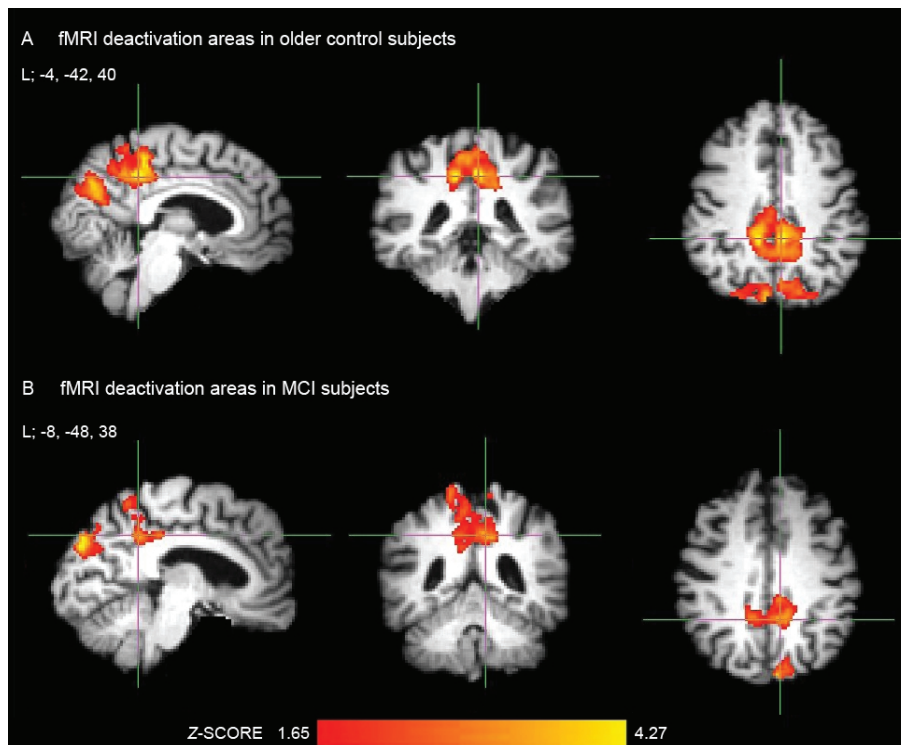 A fMRI deactivation areas in older control subjects
L; -4, -42, 40
B fMRI deactivation areas in MCI subjects
L; -8, -48, 38
Z-SCORE 1.65 4.27